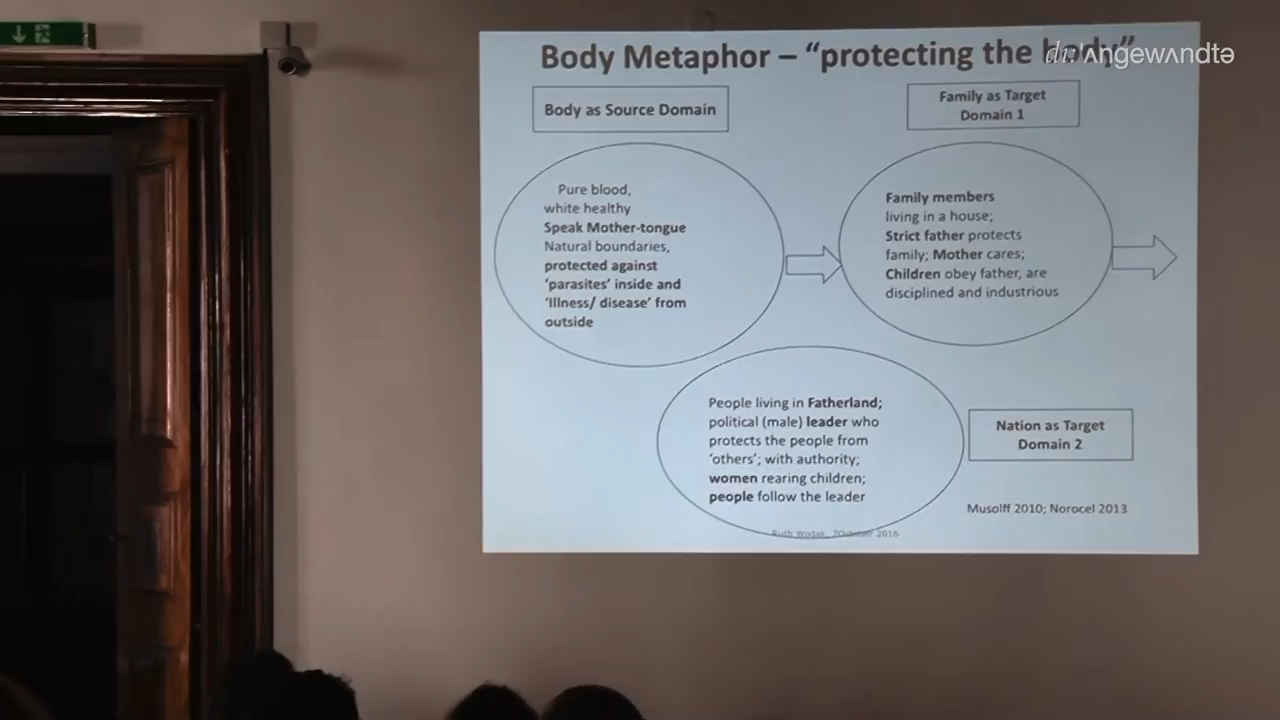 Body Metaphor – “protecting the body”
di:'ʌngewʌndtə
Body as Source Domain
Family as Target
Domain 1
Pure blood,
white healthy
Speak Mother-tongue
Natural boundaries,
protected against
‘parasites’ inside and
‘Illness/ disease’ from
outside
Family members
living in a house;
Strict father protects
family; Mother cares;
Children obey father, are
disciplined and industrious
People living in Fatherland;
political (male) leader who
protects the people from
‘others’; with authority;
women rearing children;
people follow the leader
Nation as Target
Domain 2
Musolff 2010; Norocel 2013
Ruth Wodak, 2016